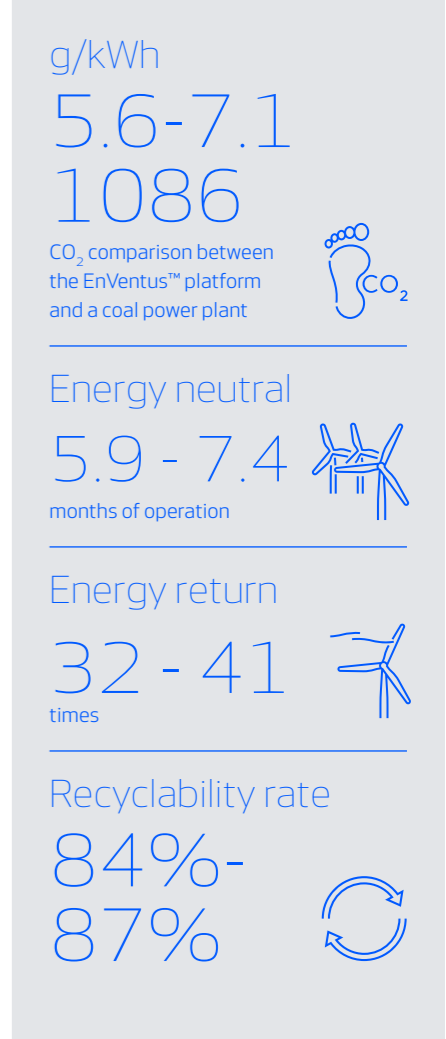 g/kWh
5.6-7.1
1086
CO₂ comparison between
the EnVentus™ platform
and a coal power plant
CO₂
Energy neutral
5.9 - 7.4
months of operation
Energy return
32 - 41
times
Recyclability rate
84%-
87%